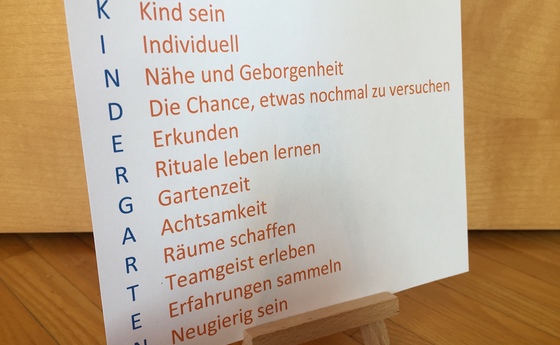 K Kind sein
I Individuell
N Nähe und Geborgenheit
D Die Chance, etwas nochmal zu versuchen
E Erkunden
R Rituale leben lernen
G Gartenzeit
A Achtsamkeit
R Räume schaffen
T Teamgeist erleben
E Erfahrungen sammeln
N Neugierig sein